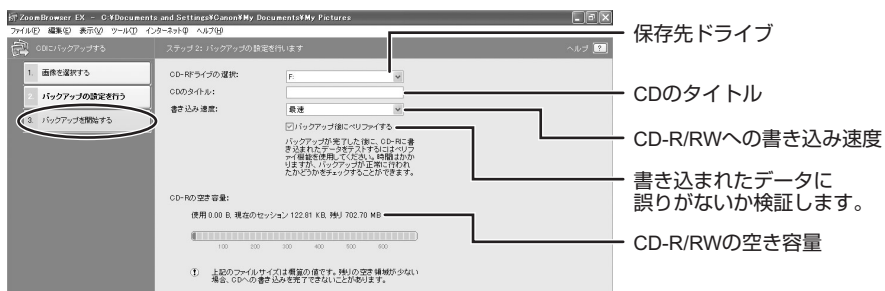 ZoomBrowser EX - C:¥Documents and Settings¥Canon¥My Documents¥My Pictures
ファイル(F) 編集(E) 表示(V) ツール(T) インターネット(I) ヘルプ(H)
CDにバックアップする
ステップ2: バックアップの設定を行います
ヘルプ ?
1. 画像を選択する
2. バックアップの設定を行う
3. バックアップを開始する
CD-Rドライブの選択:
F:
CDのタイトル:
書き込み速度:
最速
バックアップ後にベリファイする
バックアップが完了した後に、CD-Rに書
き込まれたデータをテストするにはベリフ
ァイ機能を使用してください。時間はかか
りますが、バックアップが正常に行われ
たかどうかをチェックすることができます。
CD-Rの空き容量:
使用 0.00 B, 現在のセッション 122.81 KB, 残り 702.70 MB
100 200 300 400 500 600
上記のファイルサイズは概算の値です。残りの空き領域が少ない
場合、CDへの書き込みを完了できないことがあります。
保存先ドライブ
CDのタイトル
CD-R/RWへの書き込み速度
書き込まれたデータに
誤りがないか検証します。
CD-R/RWの空き容量